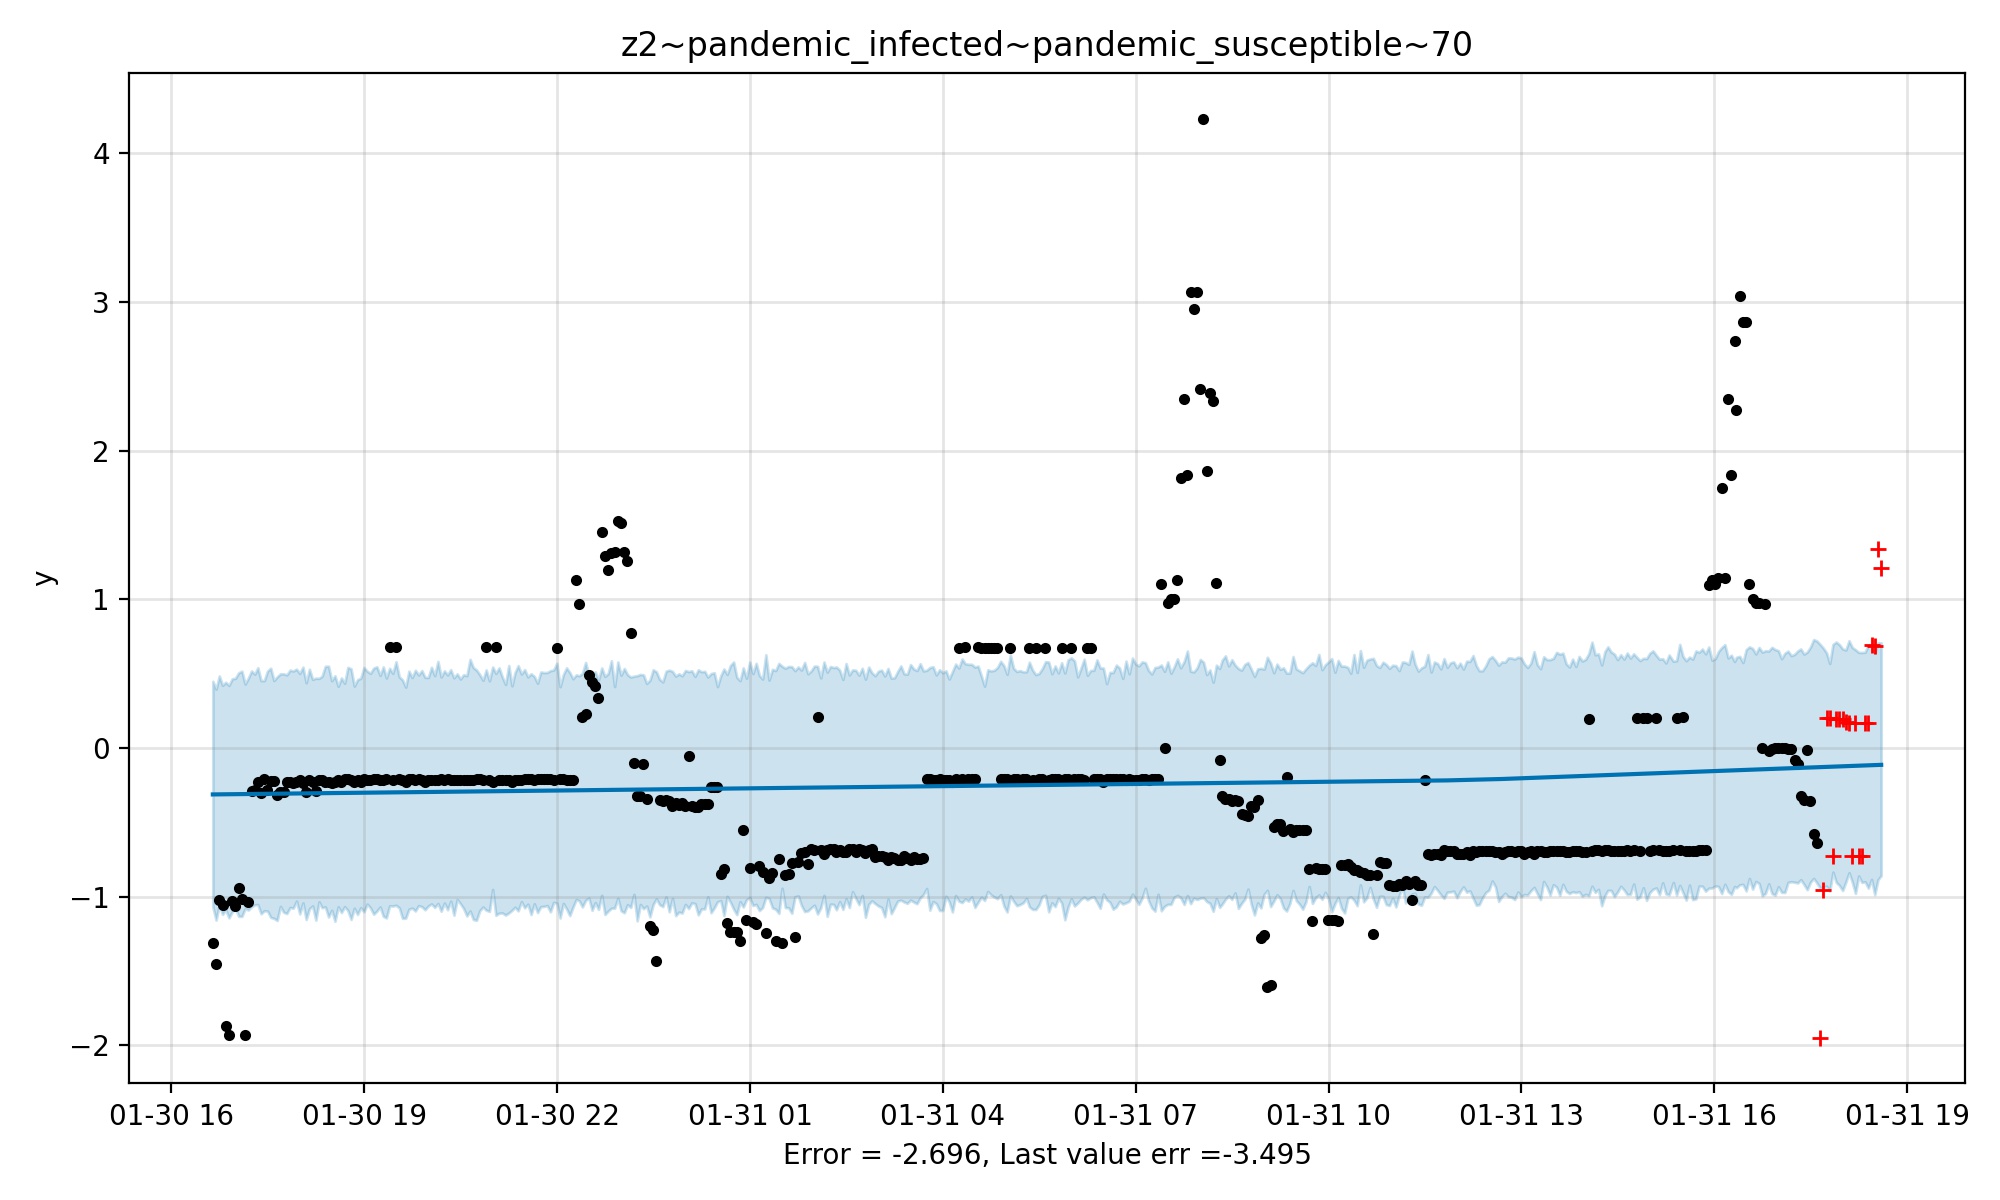 z2~pandemic_infected~pandemic_susceptible~70
y
4
3
2
1
0
−1
−2
01-30 16 01-30 19 01-30 22 01-31 01 01-31 04 01-31 07 01-31 10 01-31 13 01-31 16 01-31 19
Error = -2.696, Last value err =-3.495